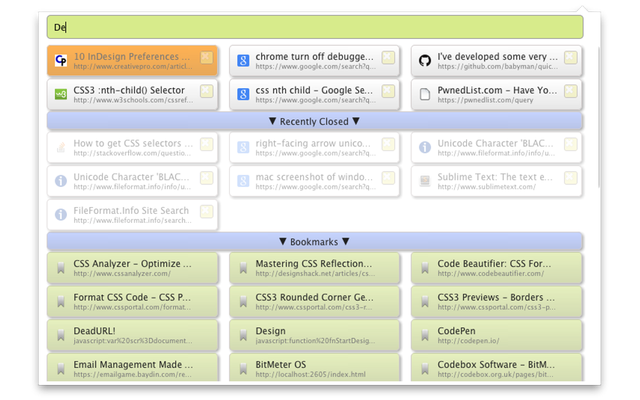 De
10 InDesign Preferences ...
http://www.creativepro.com/articl...
chrome turn off debugge...
https://www.google.com/search?q...
I've developed some very ...
https://github.com/babyman/quic...
CSS3 :nth-child() Selector
http://www.w3schools.com/cssref...
css nth child - Google Se...
https://www.google.com/search?q...
PwnedList.com - Have Yo...
https://pwnedlist.com/query
▼ Recently Closed ▼
How to get CSS selectors ...
http://stackoverflow.com/questio...
right-facing arrow unico...
https://www.google.com/search?q...
Unicode Character 'BLAC...
http://www.fileformat.info/info/u...
Unicode Character 'BLAC...
http://www.fileformat.info/info/u...
mac screenshot of windo...
https://www.google.com/search?q...
Sublime Text: The text e...
http://www.sublimetext.com/
FileFormat.Info Site Search
http://www.fileformat.info/search...
▼ Bookmarks ▼
CSS Analyzer - Optimize ...
http://www.cssanalyzer.com/
Mastering CSS Reflection...
http://designshack.net/articles/cs...
Code Beautifier: CSS For...
http://www.codebeautifier.com/
Format CSS Code - CSS P...
http://www.cssportal.com/format...
CSS3 Rounded Corner Ge...
http://www.cssportal.com/css3-r...
CSS3 Previews - Borders ...
http://www.cssportal.com/css3-p...
DeadURL!
javascript:var%20scr%3Ddocument...
Design
javascript:function%20fnStartDesig...
CodePen
http://codepen.io/
Email Management Made ...
https://emailgame.baydin.com/re...
BitMeter OS
http://localhost:2605/index.html
Codebox Software - BitM...
http://codebox.org.uk/pages/bit...